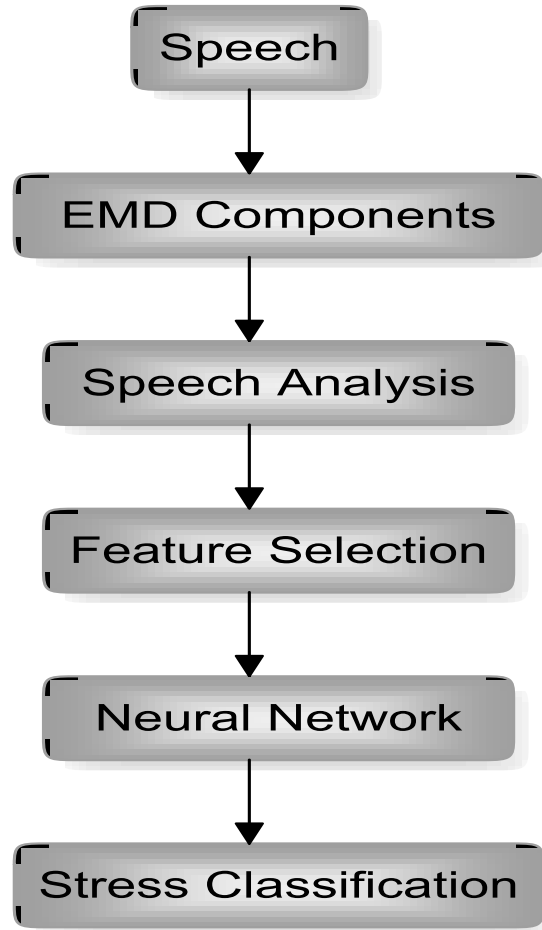 Speech
EMD Components
Speech Analysis
Feature Selection
Neural Network
Stress Classification